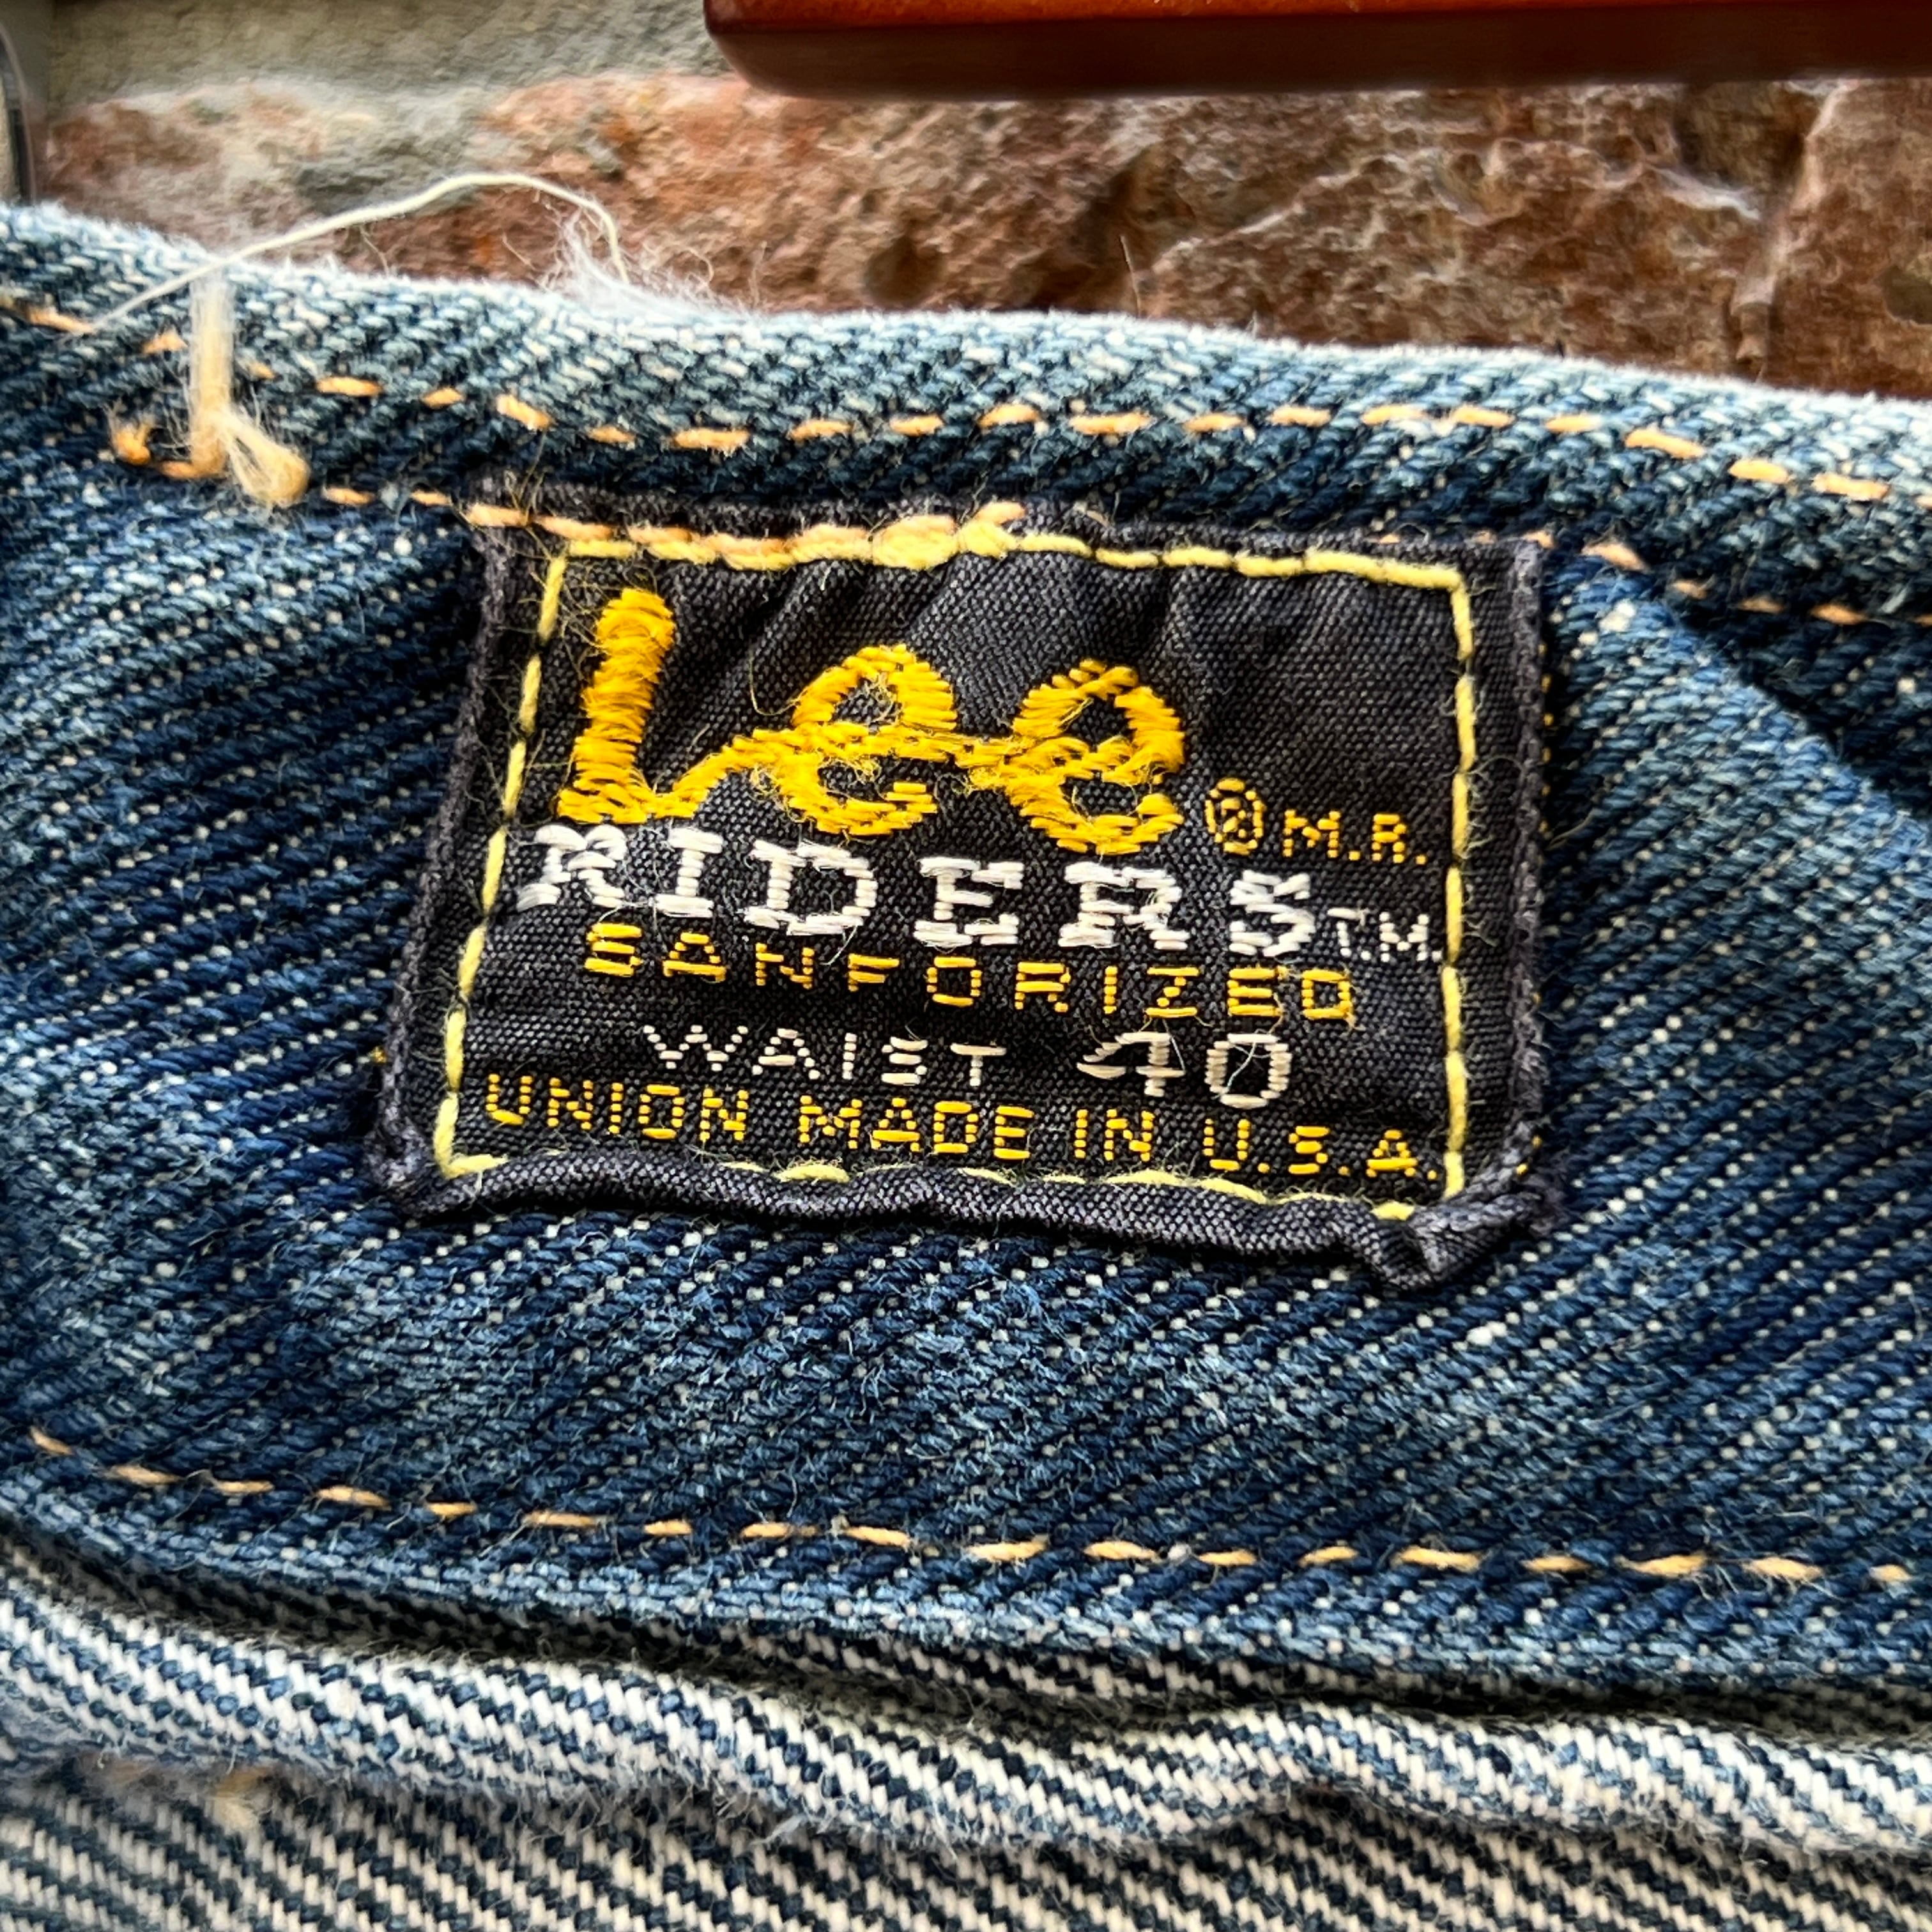 Lee ® M.R.
RIDERS T.M.
SANFORIZED
WAIST 40
UNION MADE IN U.S.A.